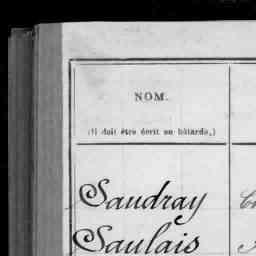 NOM.
(Il doit être écrit en bâtarde.)
Saudray
Saulais